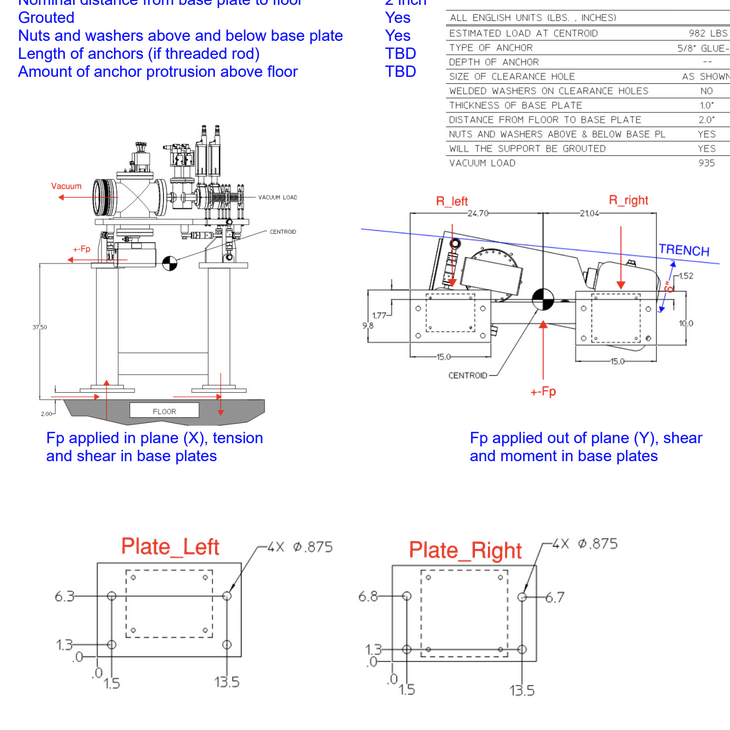 Nominal distance from base plate to floor 2 inch
Grouted Yes
Nuts and washers above and below base plate Yes
Length of anchors (if threaded rod) TBD
Amount of anchor protrusion above floor TBD
ALL ENGLISH UNITS (LBS. , INCHES)
ESTIMATED LOAD AT CENTROID 982 LBS
TYPE OF ANCHOR 5/8" GLUE-
DEPTH OF ANCHOR --
SIZE OF CLEARANCE HOLE AS SHOWN
WELDED WASHERS ON CLEARANCE HOLES NO
THICKNESS OF BASE PLATE 1.0"
DISTANCE FROM FLOOR TO BASE PLATE 2.0"
NUTS AND WASHERS ABOVE & BELOW BASE PL YES
WILL THE SUPPORT BE GROUTED YES
VACUUM LOAD 935
Vacuum
VACUUM LOAD
CENTROID
+-Fp
37.50
2.00
FLOOR
R_left
R_right
24.70
21.04
TRENCH
1.52
6"
1.77
9.8
10.0
15.0
15.0
CENTROID
+-Fp
Fp applied in plane (X), tension
and shear in base plates
Fp applied out of plane (Y), shear
and moment in base plates
Plate_Left
4X Ø.875
6.3
1.3
.0
.0
1.5
13.5
Plate_Right
4X Ø.875
6.8
6.7
1.3
.0
.0
1.5
13.5